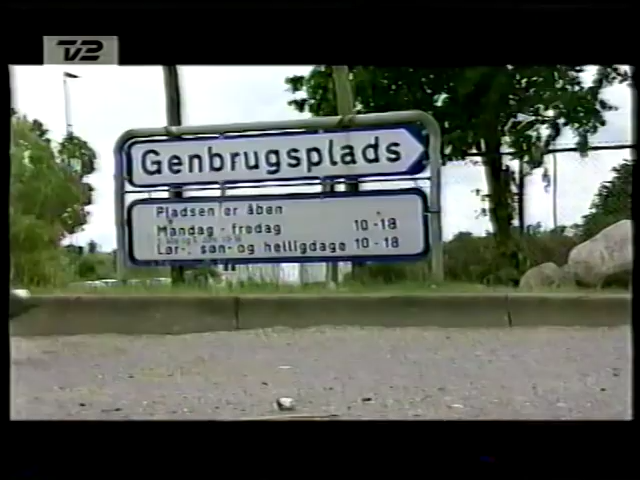 TV2
Genbrugsplads
Pladsen er åben
Mandag - fredag 10 - 18
Lør-, søn- og helligdage 10 - 18